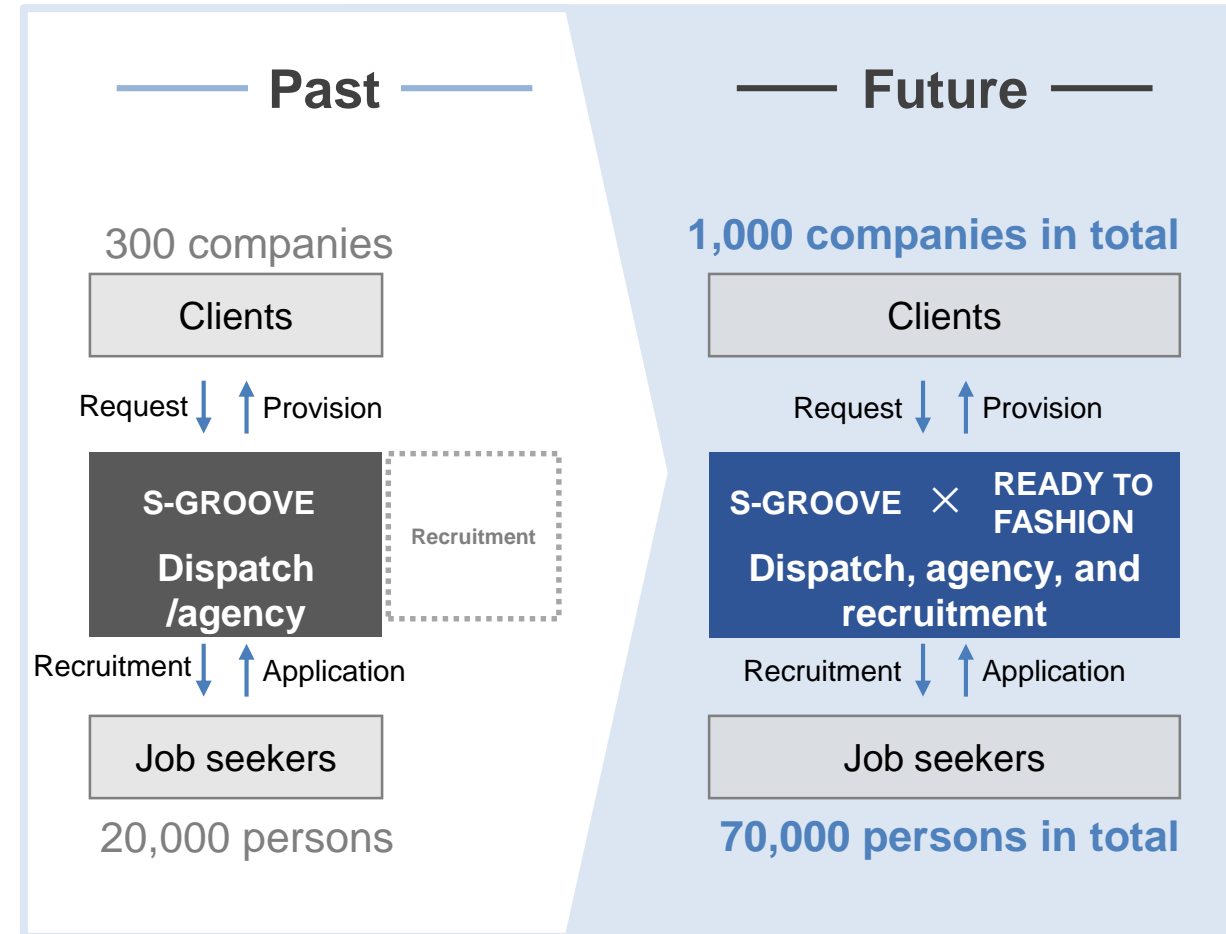 Past
300 companies
Clients
Request
Provision
S-GROOVE
Dispatch
/agency
Recruitment
Recruitment
Application
Job seekers
20,000 persons
Future
1,000 companies in total
Clients
Request
Provision
S-GROOVE × READY TO
FASHION
Dispatch, agency, and
recruitment
Recruitment
Application
Job seekers
70,000 persons in total